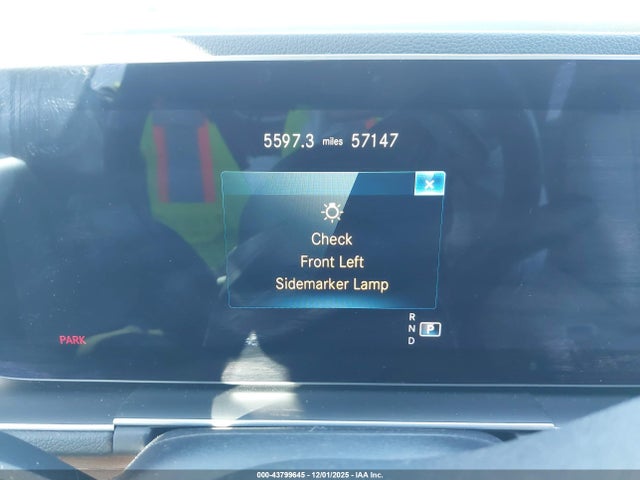 5597.3 miles 57147
Check
Front Left
Sidemarker Lamp
R
N P
D
PARK
000-43799645 - 12/01/2025 - IAA Inc.